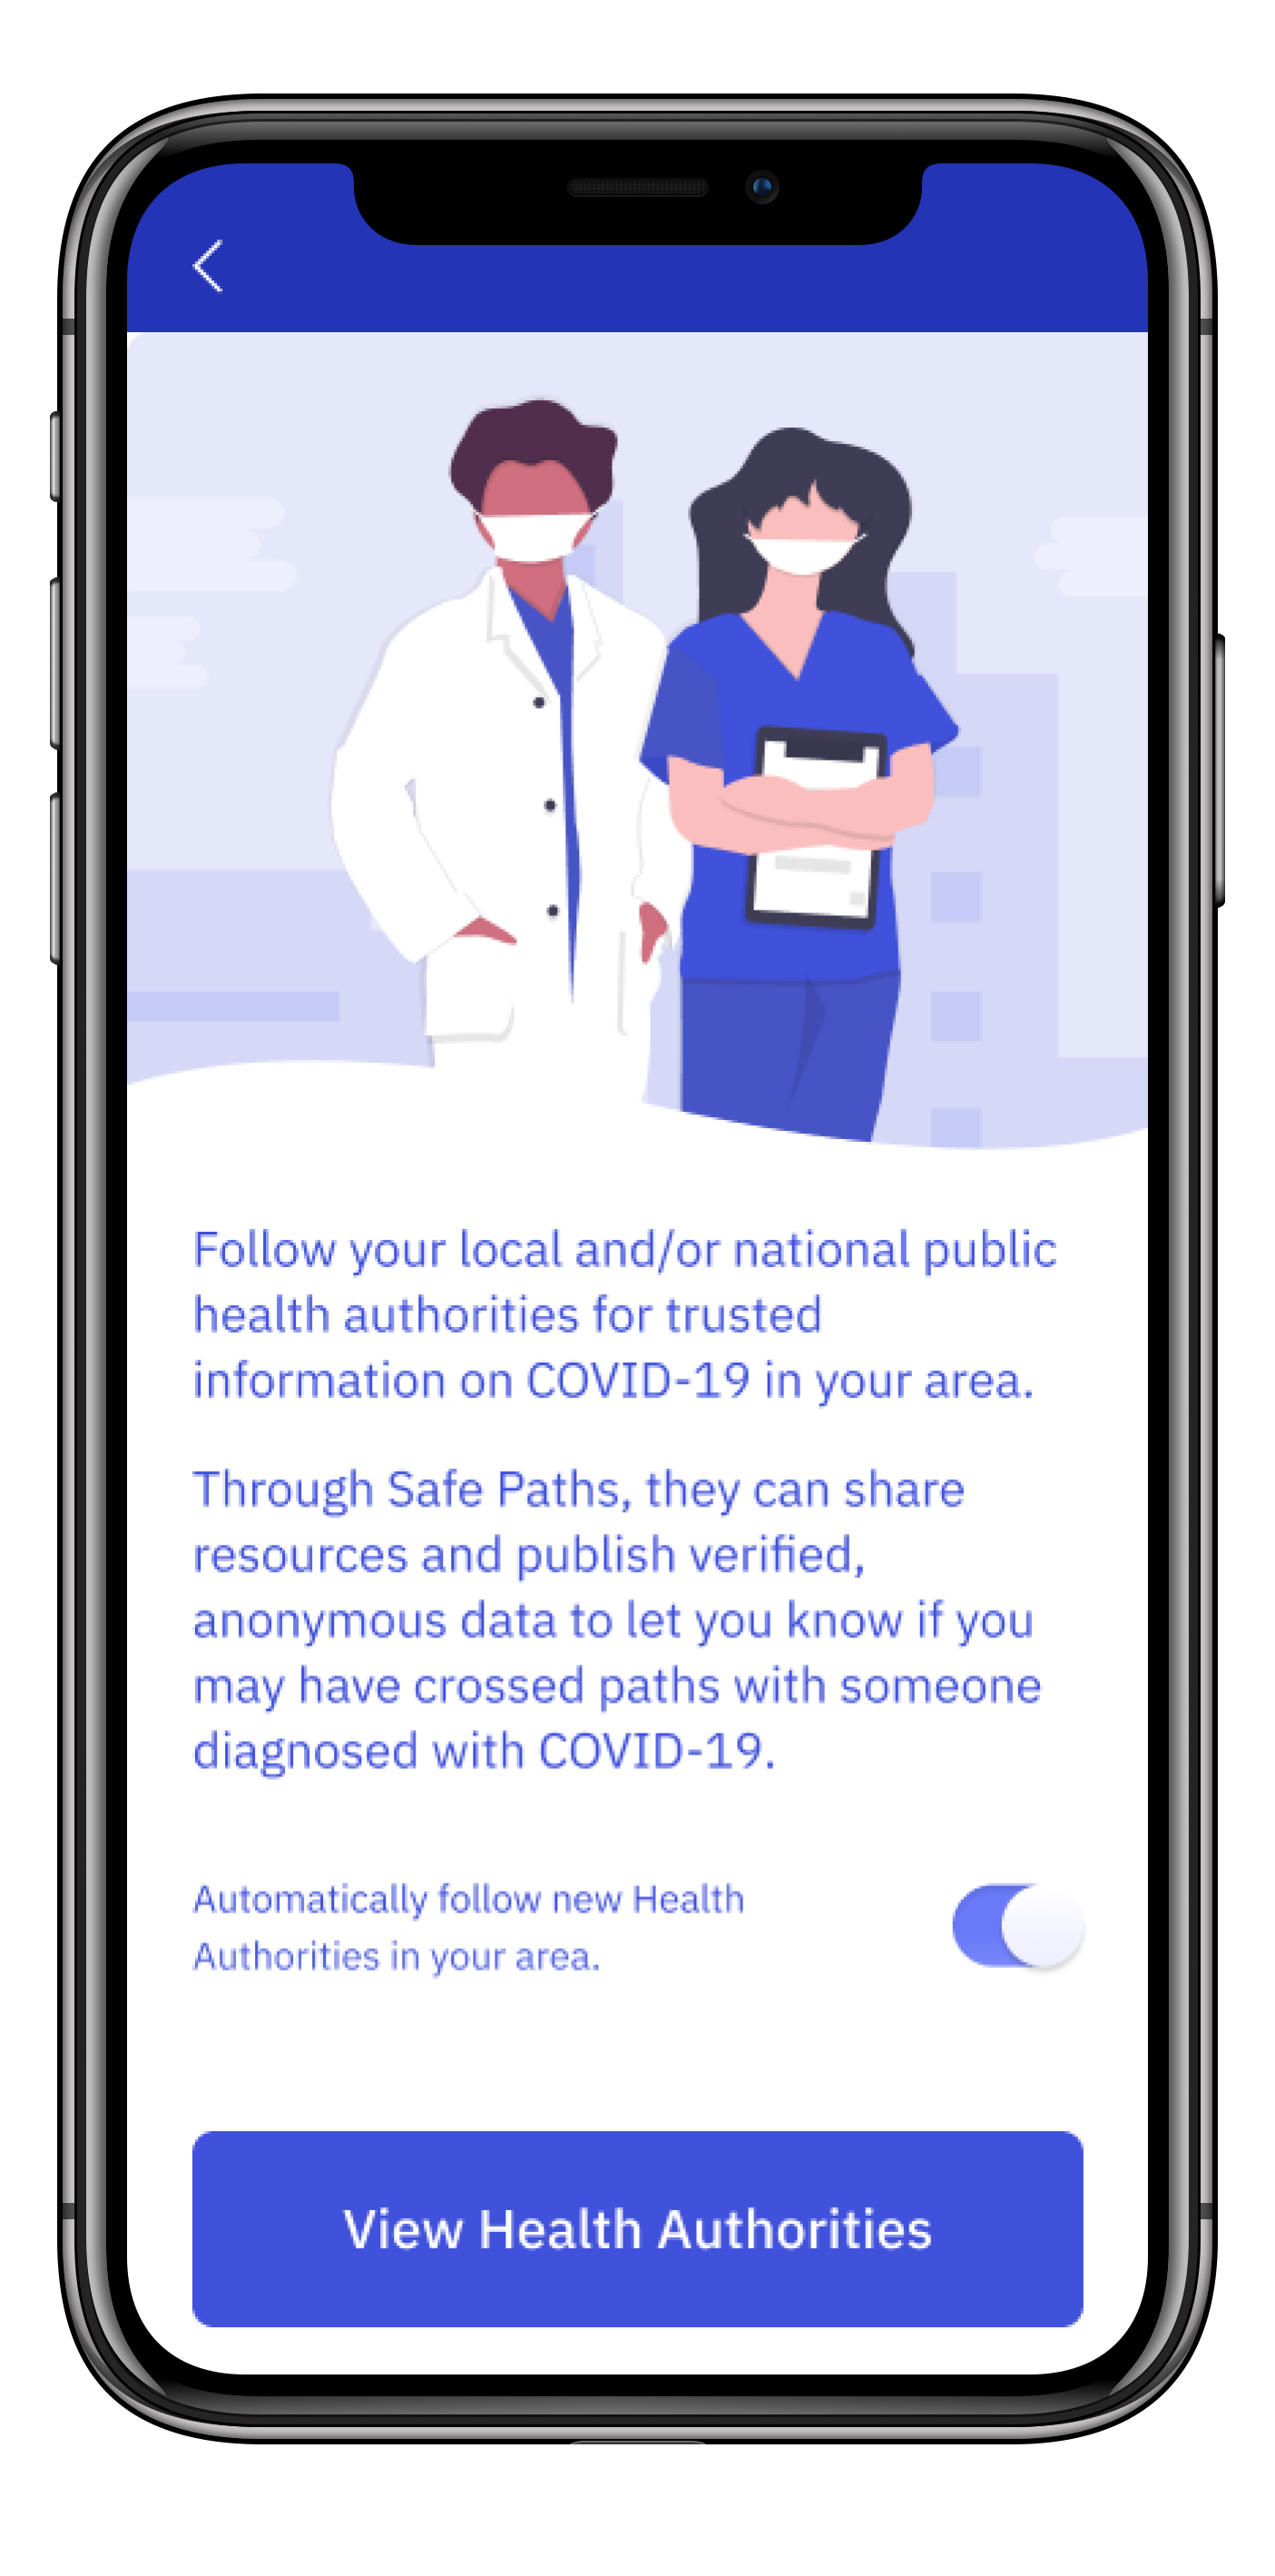 Follow your local and/or national public
health authorities for trusted
information on COVID-19 in your area.
Through Safe Paths, they can share
resources and publish verified,
anonymous data to let you know if you
may have crossed paths with someone
diagnosed with COVID-19.
Automatically follow new Health
Authorities in your area.
View Health Authorities